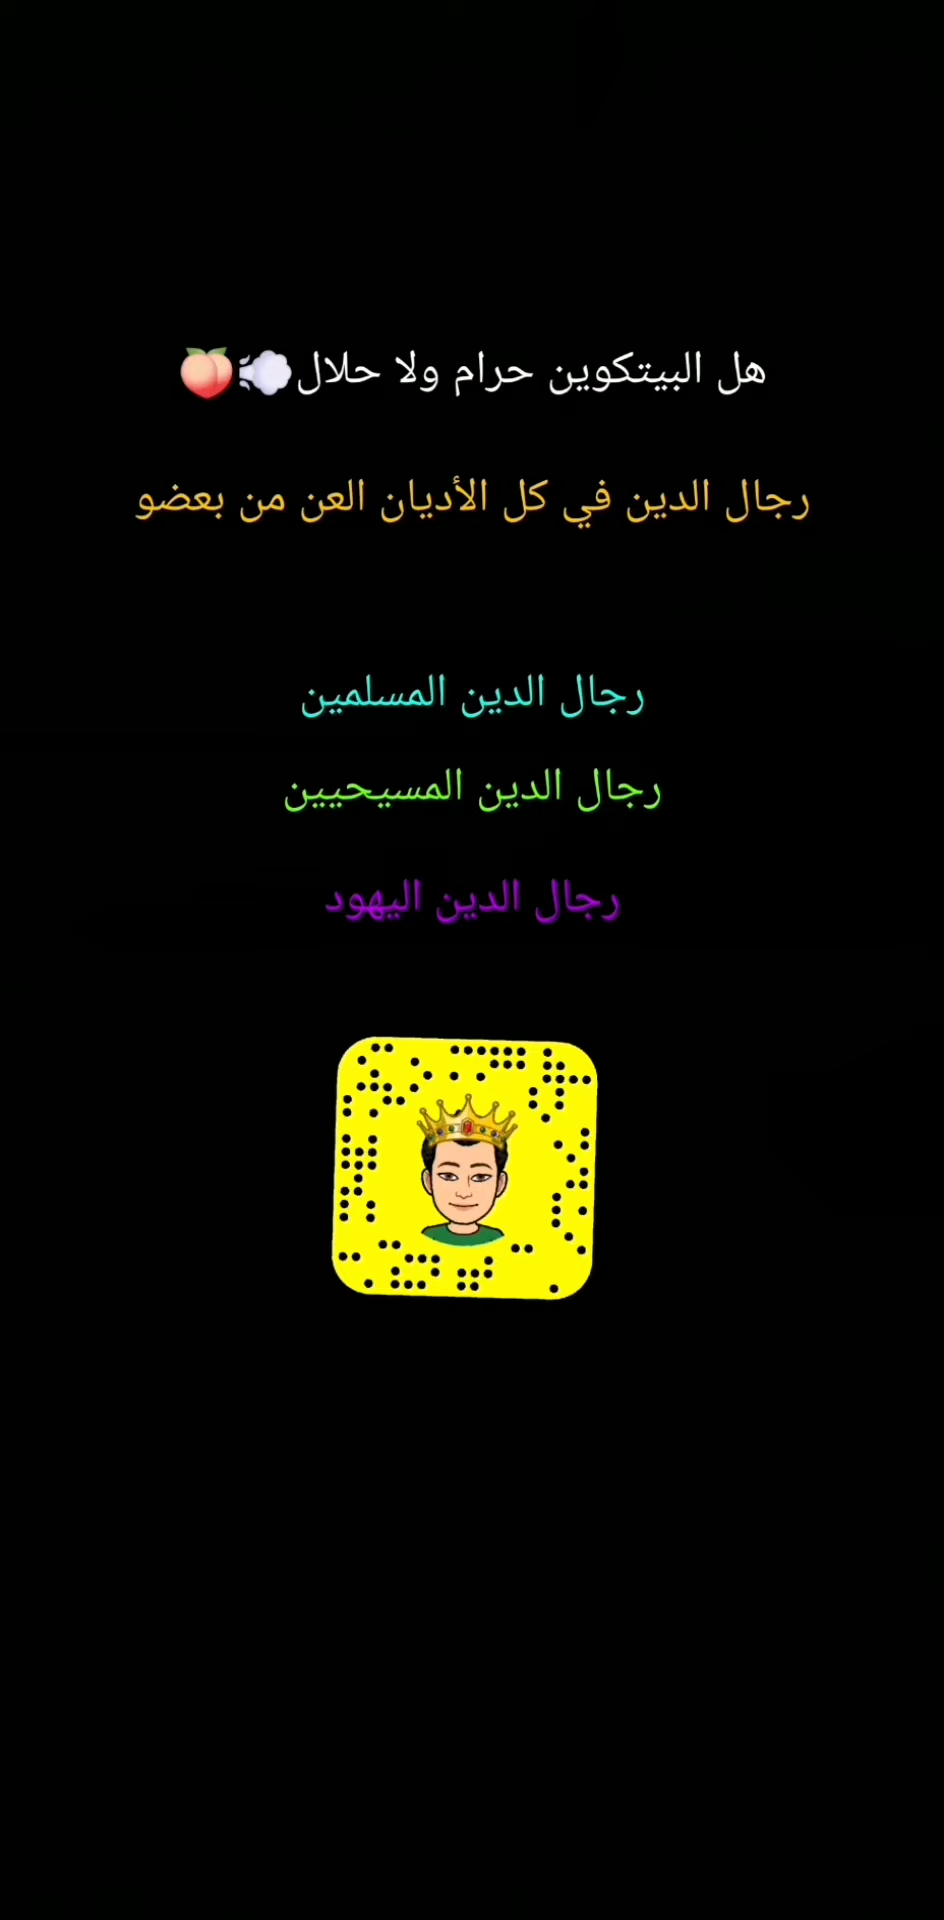 هل البيتكوين حرام ولا حلال💨🍑
رجال الدين في كل الأديان العن من بعضو
رجال الدين المسلمين
رجال الدين المسيحيين
رجال الدين اليهود